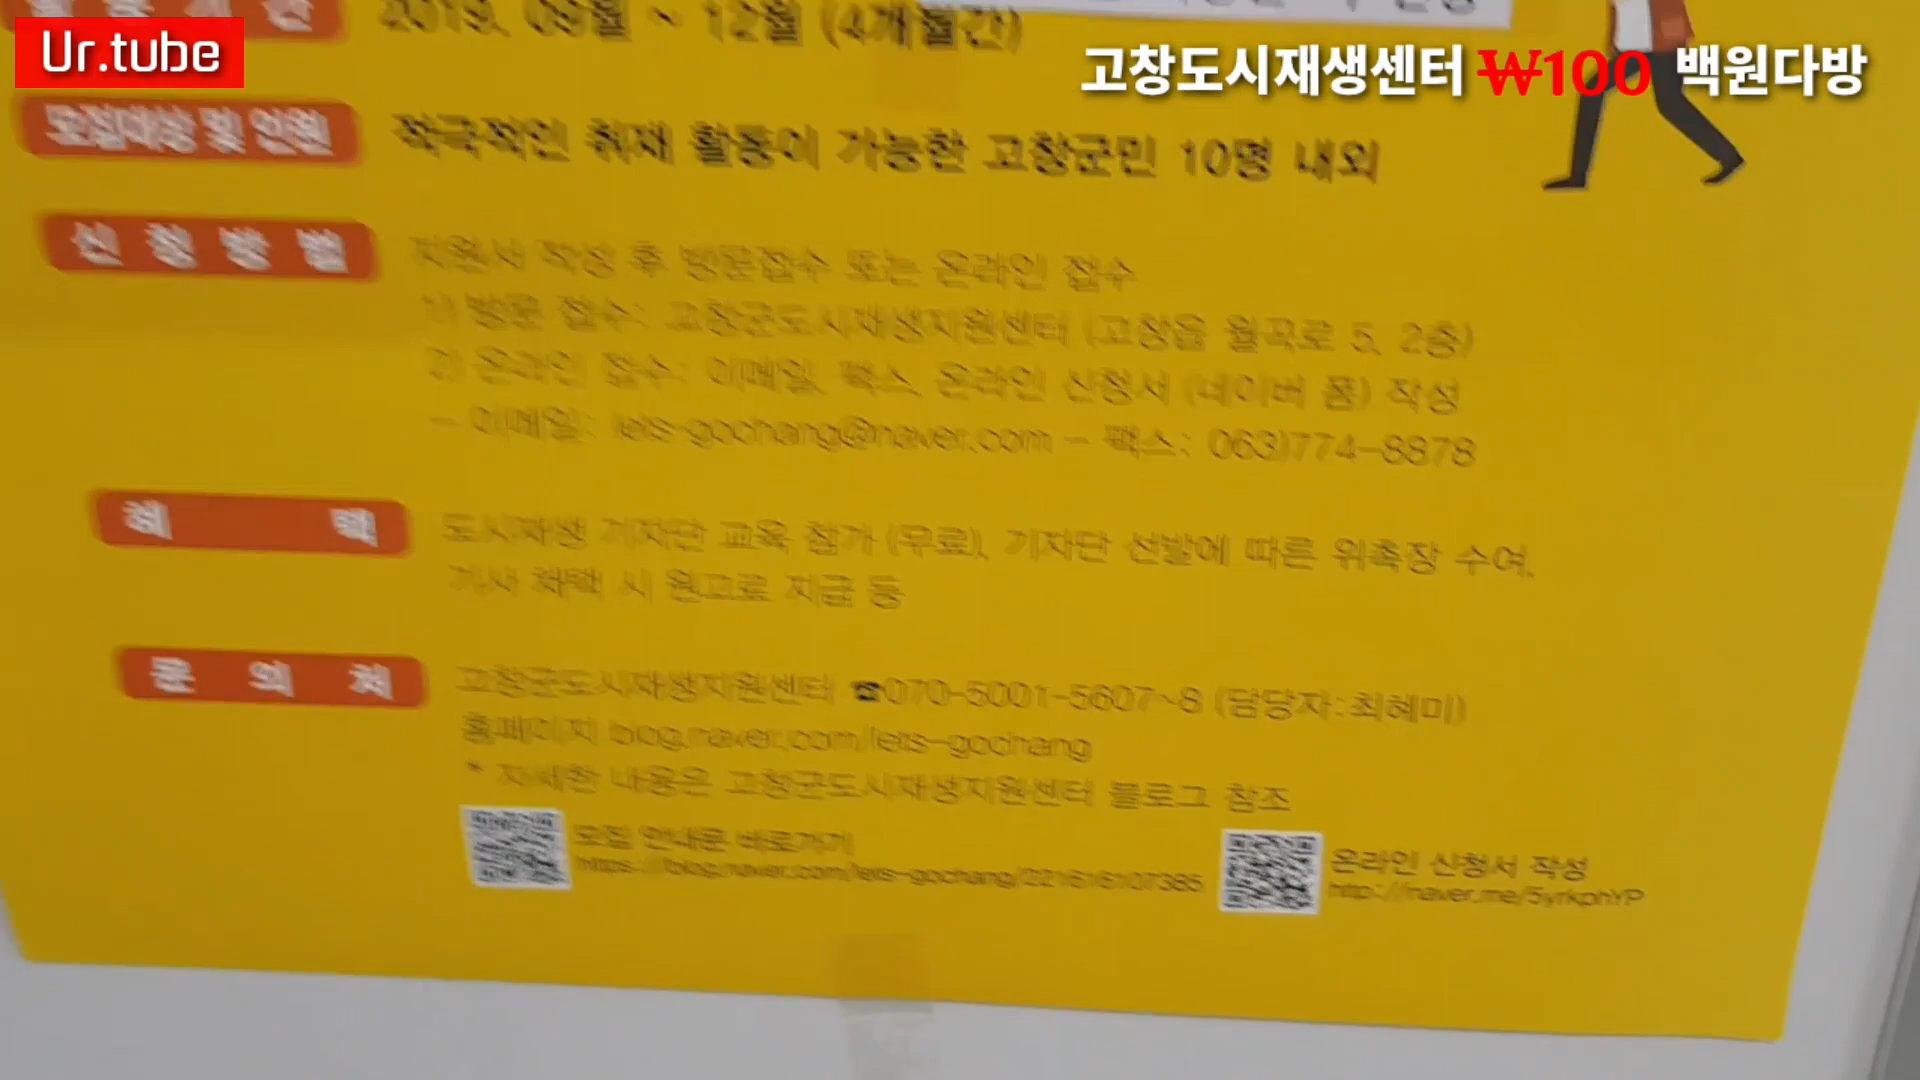 Ur.tube
고창도시재생센터 ₩100 백원다방
2019. 09월 ~ 12월 (4개월간)
모집대상 및 인원 적극적인 취재 활동이 가능한 고창군민 10명 내외
신청방법 지원서 작성 후 방문접수 또는 온라인 접수
1) 방문 접수: 고창군도시재생지원센터 (고창읍 월곡로 5, 2층)
2) 온라인 접수: 이메일, 팩스, 온라인 신청서 (네이버 폼) 작성
- 이메일: lets-gochang@naver.com - 팩스: 063)774-8878
혜택 도시재생 기자단 교육 참가 (무료), 기자단 선발에 따른 위촉장 수여,
기사 채택 시 원고료 지급 등
문의처 고창군도시재생지원센터 ☎070-5001-5607~8 (담당자:최혜미)
홈페이지 blog.naver.com/lets-gochang
* 자세한 내용은 고창군도시재생지원센터 블로그 참조
모집 안내문 바로가기
https://blog.naver.com/lets-gochang/221616107385
온라인 신청서 작성
http://naver.me/5yrkphYP